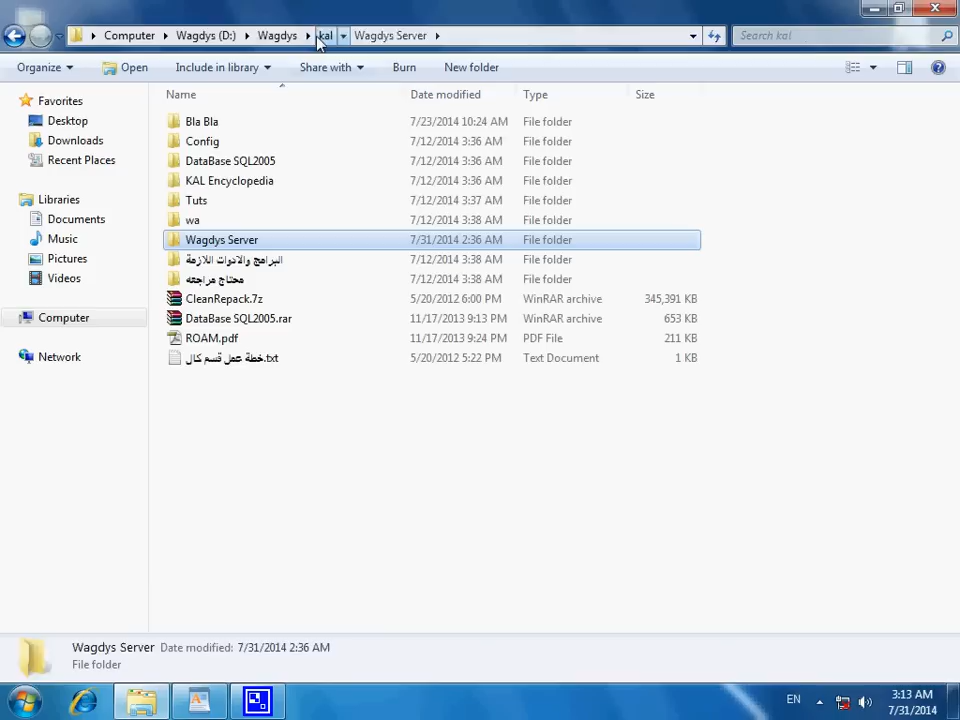 Computer Wagdys (D:) Wagdys kal Wagdys Server Search kal
Organize Open Include in library Share with Burn New folder
Name Date modified Type Size
Favorites
Desktop
Downloads
Recent Places
Libraries
Documents
Music
Pictures
Videos
Computer
Network
Bla Bla 7/23/2014 10:24 AM File folder
Config 7/12/2014 3:36 AM File folder
DataBase SQL2005 7/12/2014 3:36 AM File folder
KAL Encyclopedia 7/12/2014 3:36 AM File folder
Tuts 7/12/2014 3:37 AM File folder
wa 7/12/2014 3:38 AM File folder
Wagdys Server 7/31/2014 2:36 AM File folder
البرامج والادوات اللازمة 7/12/2014 3:38 AM File folder
محتاج مراجعه 7/12/2014 3:38 AM File folder
CleanRepack.7z 5/20/2012 6:00 PM WinRAR archive 345,391 KB
DataBase SQL2005.rar 11/17/2013 9:13 PM WinRAR archive 653 KB
ROAM.pdf 11/17/2013 9:24 PM PDF File 211 KB
خطة عمل قسم كال.txt 5/20/2012 5:22 PM Text Document 1 KB
Wagdys Server Date modified: 7/31/2014 2:36 AM
File folder
EN 3:13 AM
7/31/2014